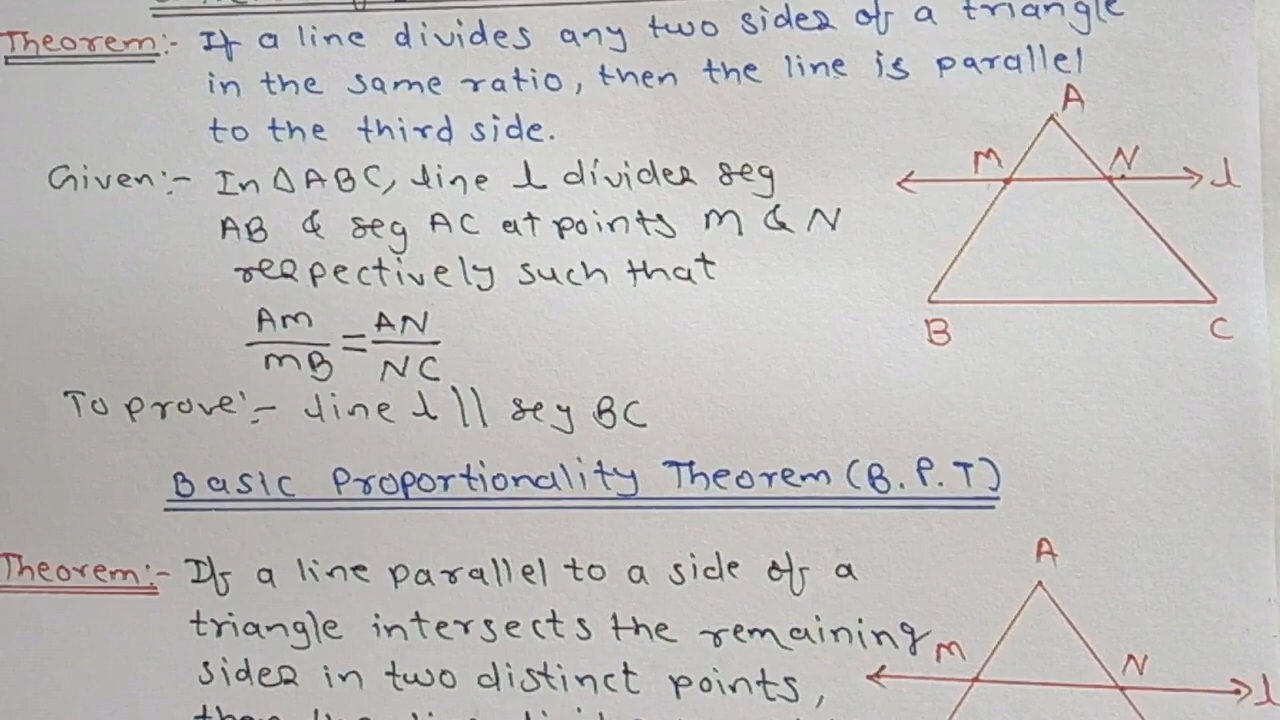 Theorem:- If a line divides any two sides of a triangle
in the same ratio, then the line is parallel
to the third side.
A
M N l
B C
Given:- In △ABC, line l divides seg
AB & seg AC at points M & N
respectively such that
AM/MB = AN/NC
To prove:- line l || seg BC
Basic Proportionality Theorem (B.P.T)
Theorem:- If a line parallel to a side of a
triangle intersects the remaining
sides in two distinct points,
A
M N l